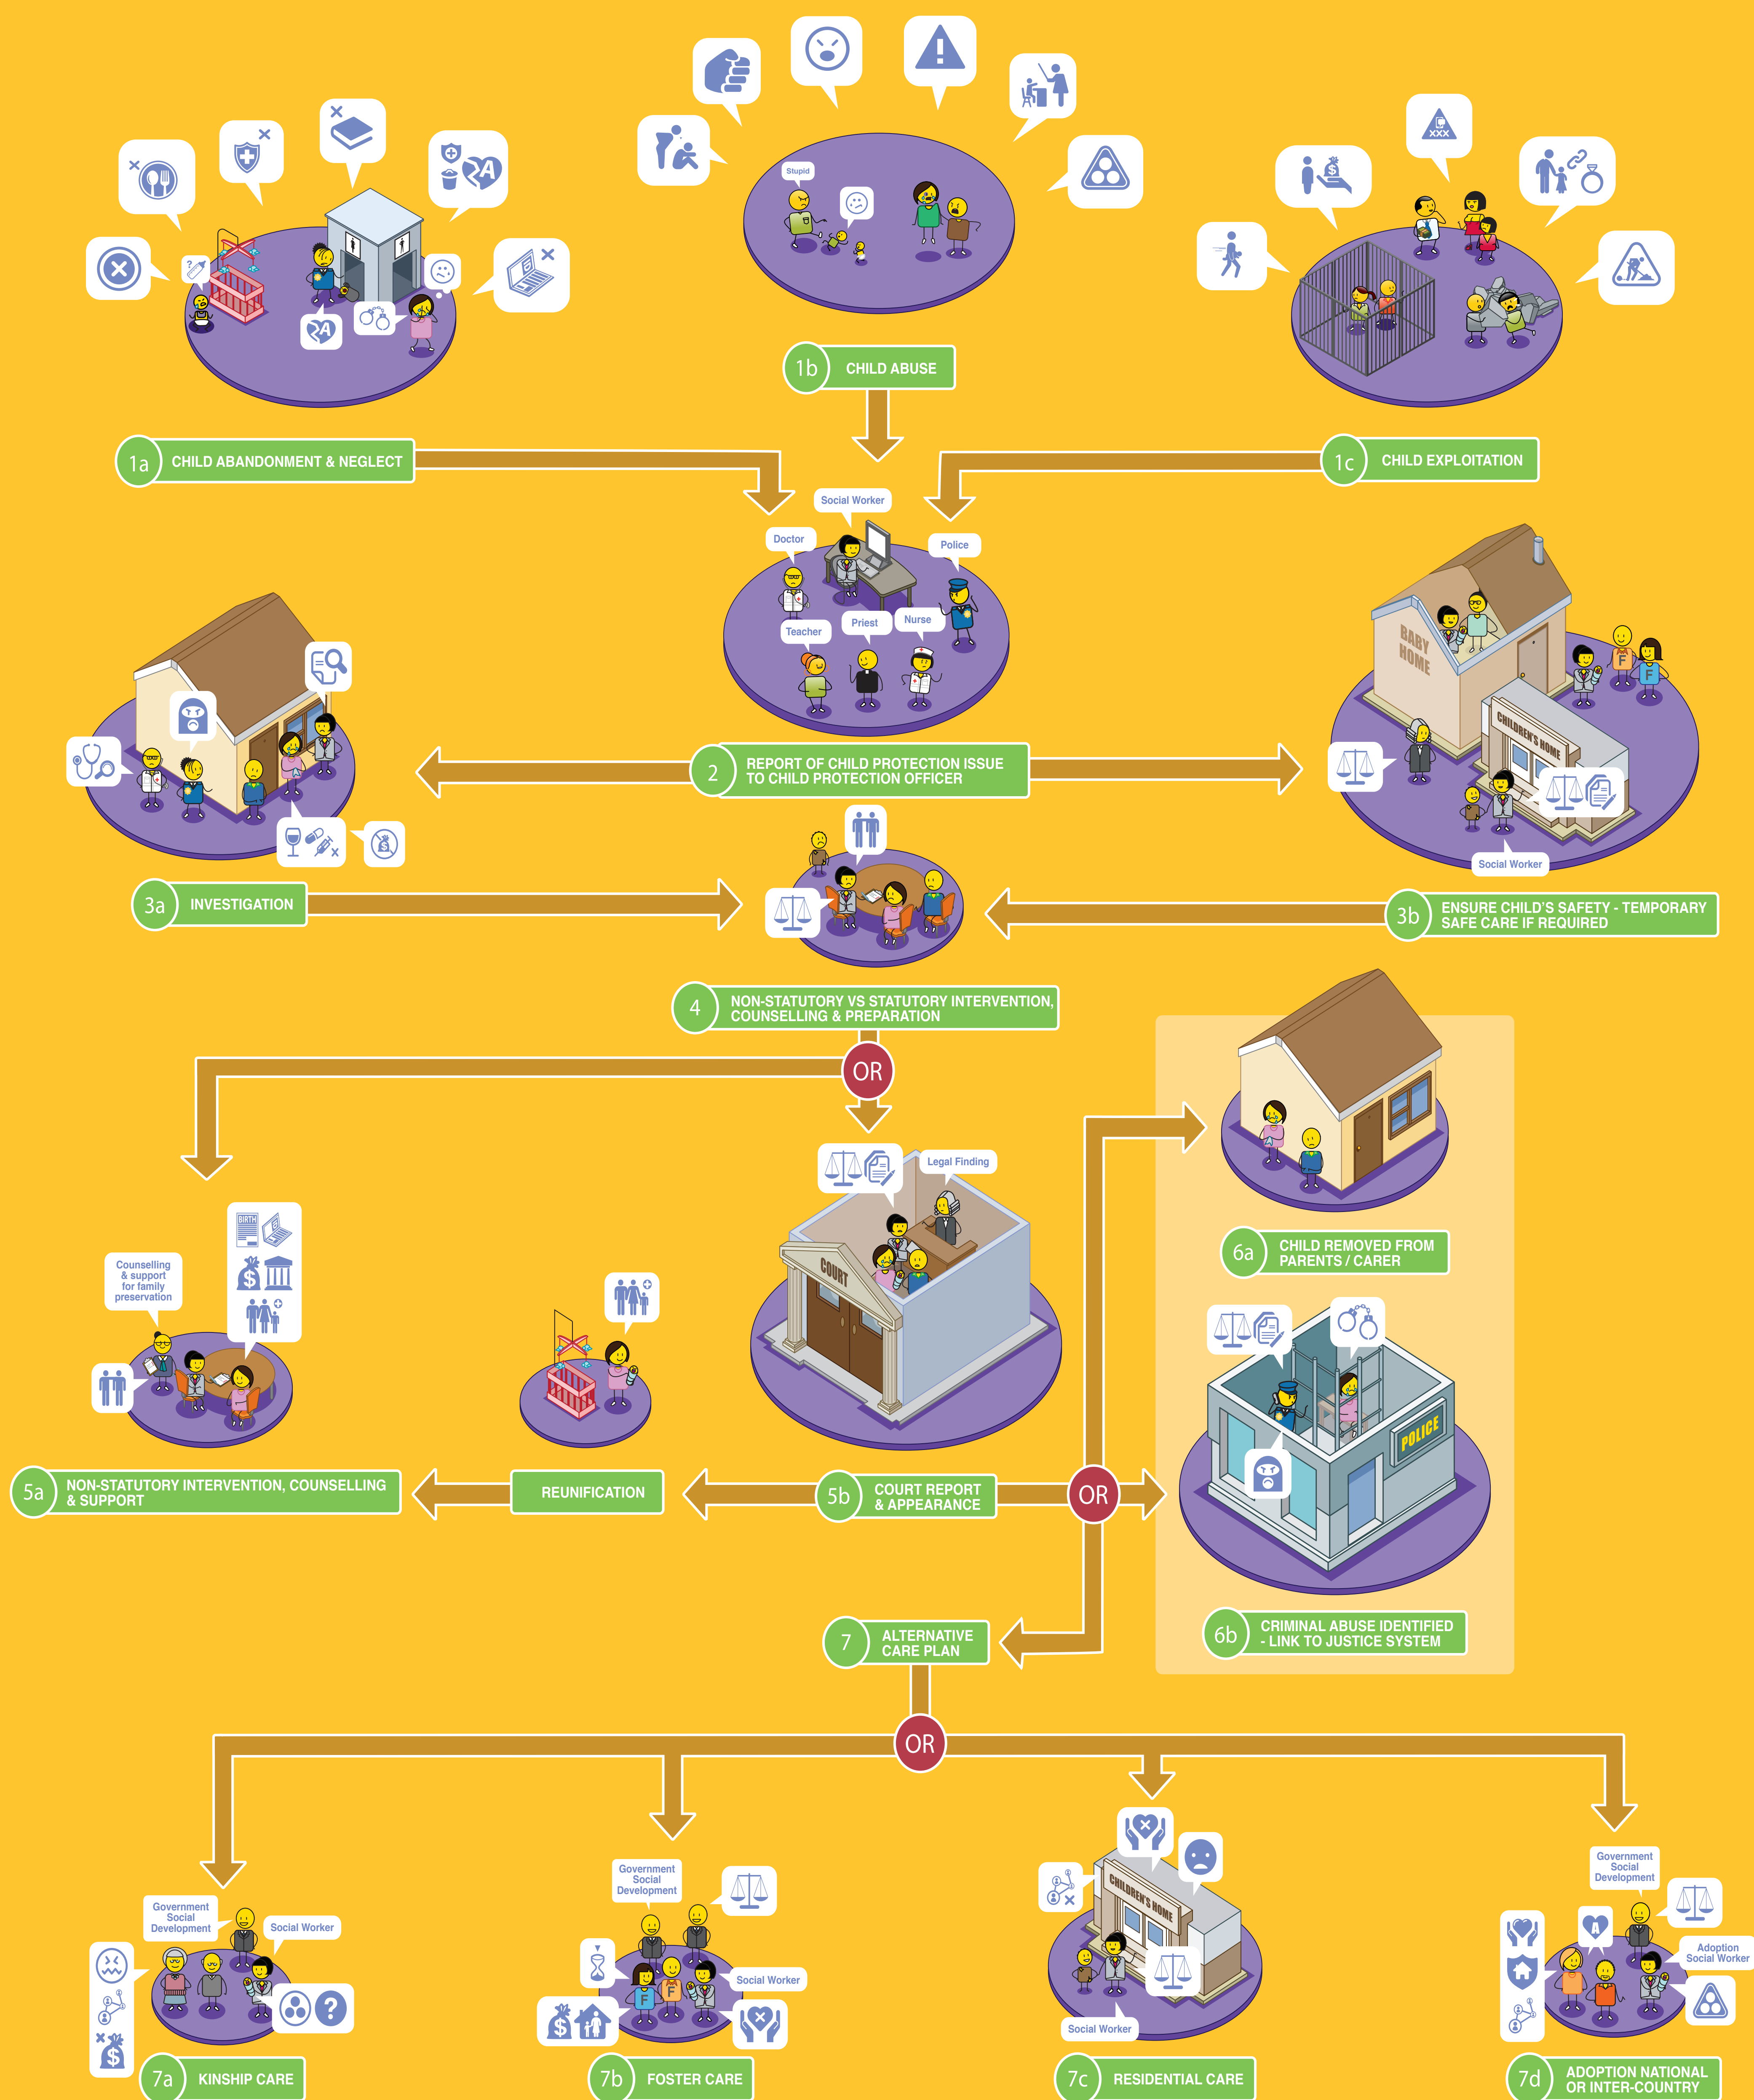 Stupid
XXX
A
A
1b
CHILD ABUSE
1a
CHILD ABANDONMENT & NEGLECT
1c
CHILD EXPLOITATION
Social Worker
Doctor
Police
Teacher
Priest
Nurse
BABY
HOME
F
F
CHILDREN'S HOME
Social Worker
2
REPORT OF CHILD PROTECTION ISSUE
TO CHILD PROTECTION OFFICER
3a
INVESTIGATION
3b
ENSURE CHILD'S SAFETY - TEMPORARY
SAFE CARE IF REQUIRED
4
NON-STATUTORY VS STATUTORY INTERVENTION,
COUNSELLING & PREPARATION
OR
Legal Finding
COURT
6a
CHILD REMOVED FROM
PARENTS / CARER
BIRTH
Counselling
& support
for family
preservation
POLICE
5a
NON-STATUTORY INTERVENTION, COUNSELLING
& SUPPORT
REUNIFICATION
5b
COURT REPORT
& APPEARANCE
OR
6b
CRIMINAL ABUSE IDENTIFIED
- LINK TO JUSTICE SYSTEM
7
ALTERNATIVE
CARE PLAN
OR
Government
Social
Development
Social Worker
7a
KINSHIP CARE
Government
Social
Development
Social Worker
F
F
7b
FOSTER CARE
CHILDREN'S HOME
Social Worker
7c
RESIDENTIAL CARE
Government
Social
Development
A
Adoption
Social Worker
7d
ADOPTION NATIONAL
OR INTER-COUNTRY